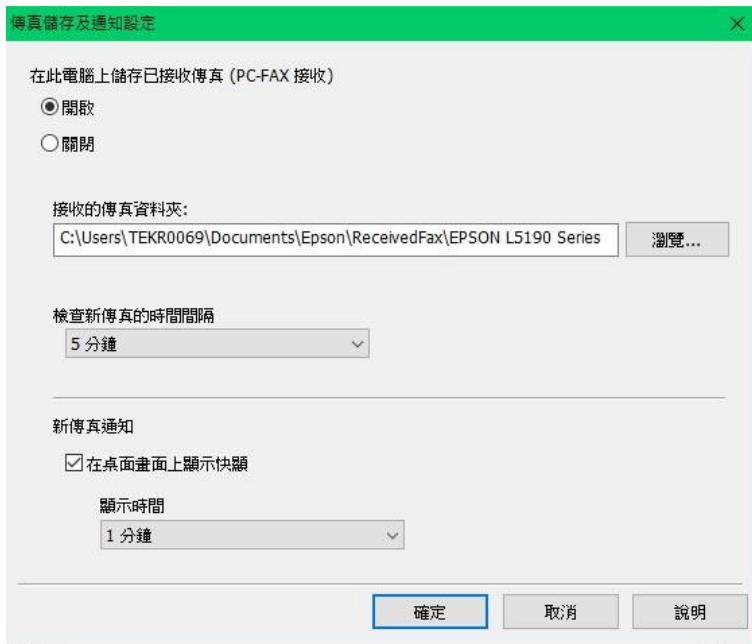 傳真儲存及通知設定
在此電腦上儲存已接收傳真 (PC-FAX 接收)
開啟
關閉
接收的傳真資料夾:
C:\Users\TEKR0069\Documents\Epson\ReceivedFax\EPSON L5190 Series
瀏覽...
檢查新傳真的時間間隔
5 分鐘
新傳真通知
在桌面畫面上顯示快顯
顯示時間
1 分鐘
確定
取消
說明